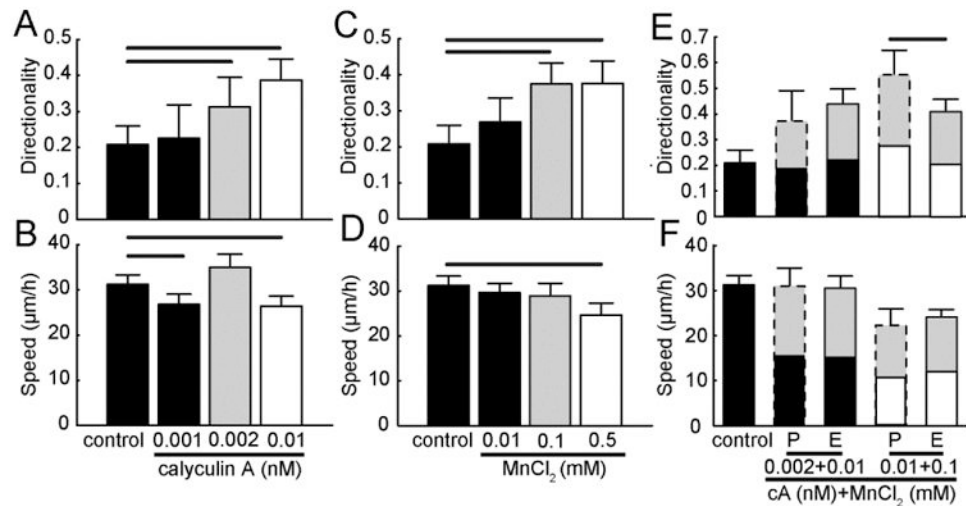 A
Directionality
0.5
0.4
0.3
0.2
0.1
0
B
Speed (µm/h)
40
30
20
10
0
control 0.001 0.002 0.01
calyculin A (nM)
C
Directionality
0.5
0.4
0.3
0.2
0.1
0
D
Speed (µm/h)
40
30
20
10
0
control 0.01 0.1 0.5
MnCl₂ (mM)
E
Directionality
0.7
0.6
0.5
0.4
0.3
0.2
0.1
0
F
Speed (µm/h)
40
30
20
10
0
control P E P E
0.002+0.01 0.01+0.1
cA (nM)+MnCl₂ (mM)